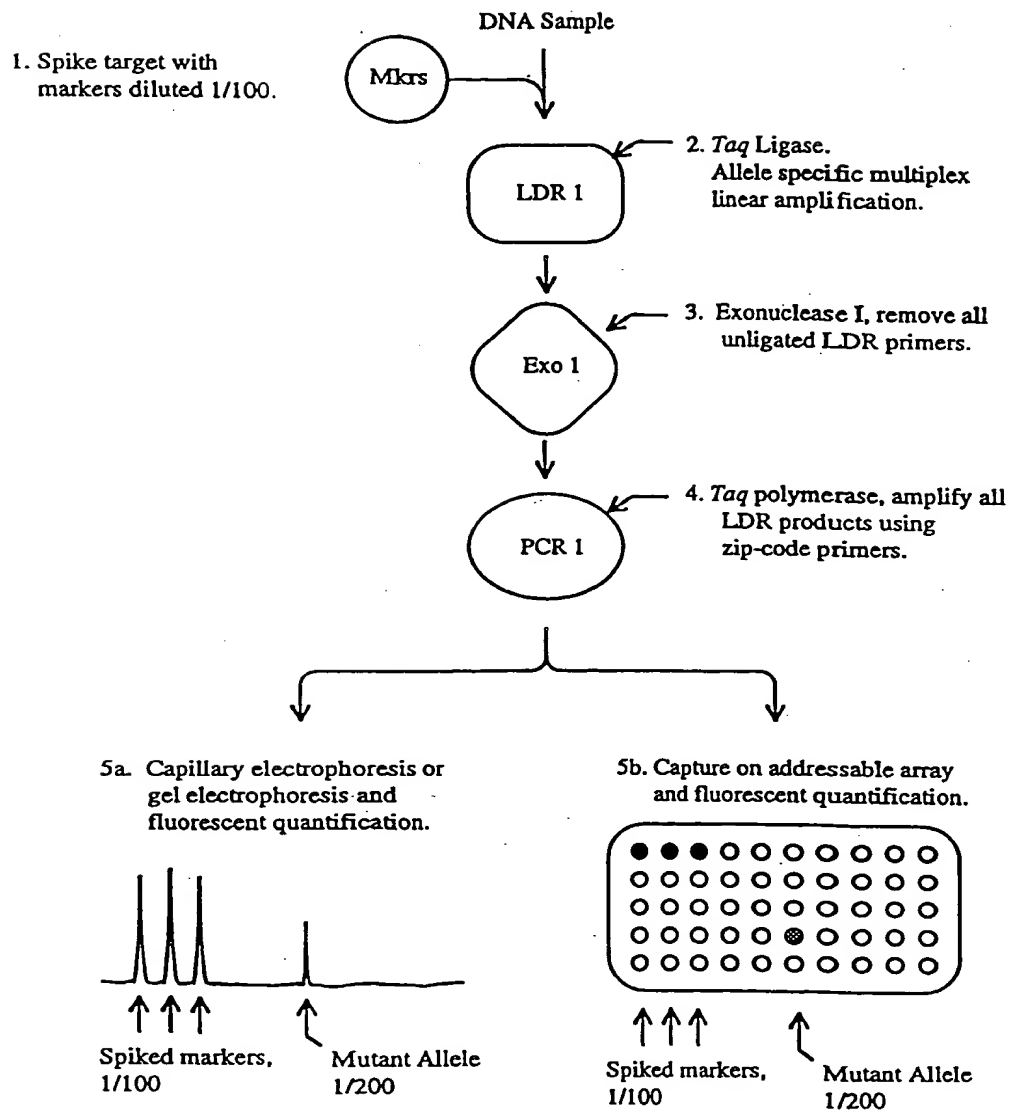 DNA Sample
1. Spike target with
markers diluted 1/100.
Mkrs
2. Taq Ligase.
Allele specific multiplex
linear amplification.
LDR 1
3. Exonuclease I, remove all
unligated LDR primers.
Exo 1
4. Taq polymerase, amplify all
LDR products using
zip-code primers.
PCR 1
5a. Capillary electrophoresis or
gel electrophoresis and
fluorescent quantification.
Spiked markers,
1/100
Mutant Allele
1/200
5b. Capture on addressable array
and fluorescent quantification.
Spiked markers,
1/100
Mutant Allele
1/200